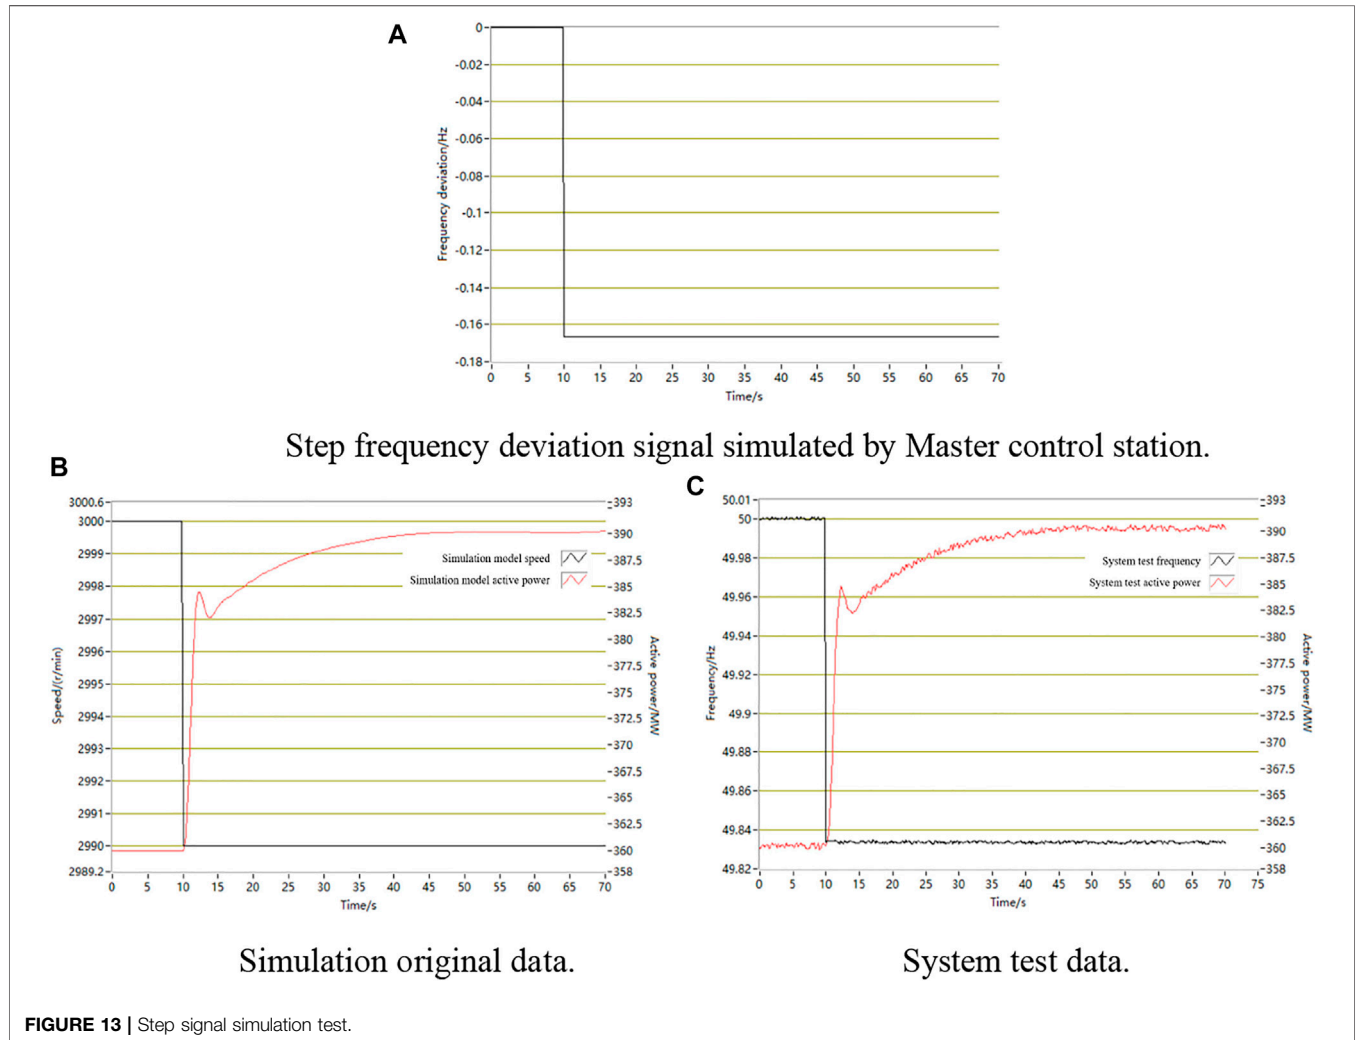 A
0
-0.02
-0.04
-0.06
-0.08
-0.1
-0.12
-0.14
-0.16
-0.18
Frequency deviation/Hz
0 5 10 15 20 25 30 35 40 45 50 55 60 65 70
Time/s
Step frequency deviation signal simulated by Master control station.
B
3000.6
3000
2999
2998
2997
2996
2995
2994
2993
2992
2991
2990
2989.2
Speed/(r/min)
Simulation model speed
Simulation model active power
393
390
387.5
385
382.5
380
377.5
375
372.5
370
367.5
365
362.5
360
358
Active power/MW
0 5 10 15 20 25 30 35 40 45 50 55 60 65 70
Time/s
Simulation original data.
C
50.01
50
49.98
49.96
49.94
49.92
49.9
49.88
49.86
49.84
49.82
Frequency/Hz
System test frequency
System test active power
393
390
387.5
385
382.5
380
377.5
375
372.5
370
367.5
365
362.5
360
358
Active power/MW
0 5 10 15 20 25 30 35 40 45 50 55 60 65 70 75
Time/s
System test data.
FIGURE 13 | Step signal simulation test.